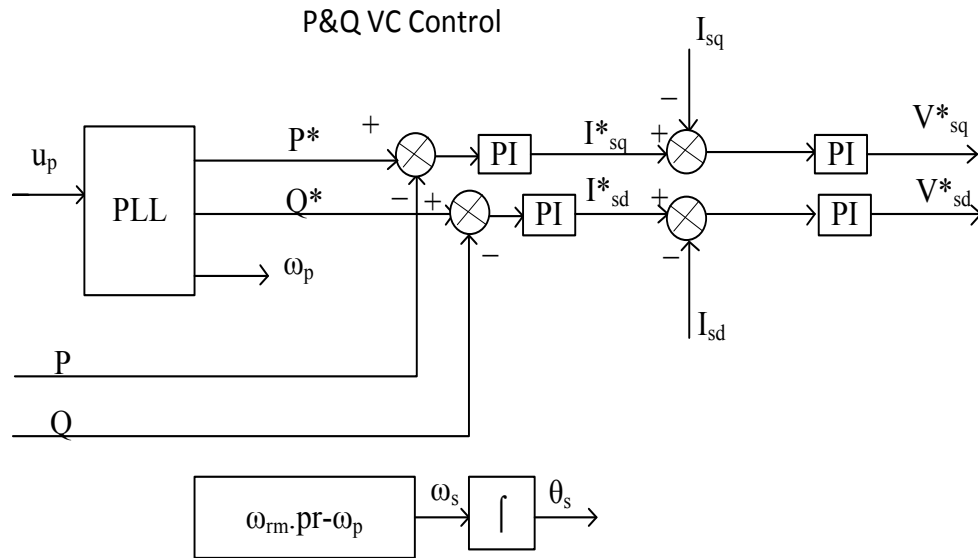 P&Q VC Control
I_sq
−
+
P*
PI
I*_sq
+
PI
V*_sq
u_p
PLL
Q*
−
+
PI
I*_sd
+
PI
V*_sd
−
−
ω_p
I_sd
P
Q
ω_rm.pr-ω_p
ω_s
∫
θ_s